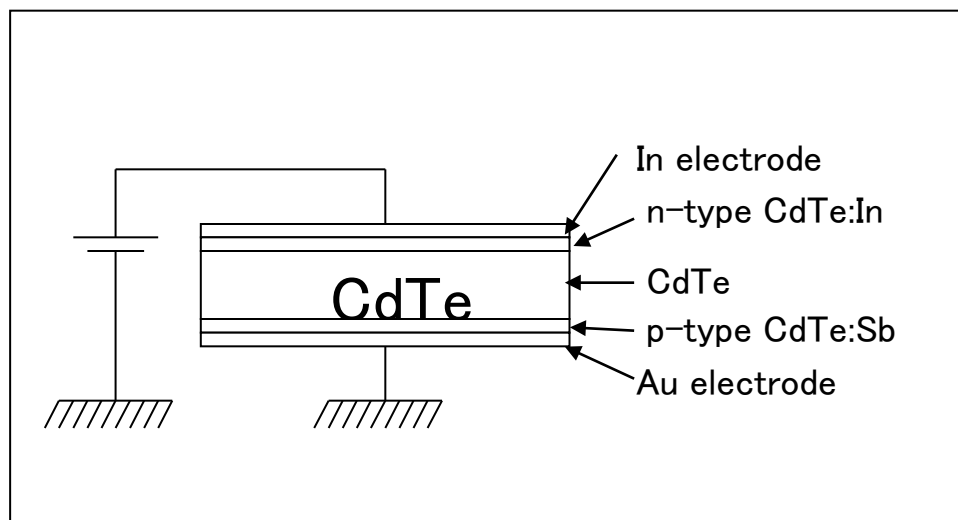 In electrode
n-type CdTe:In
CdTe
CdTe
p-type CdTe:Sb
Au electrode